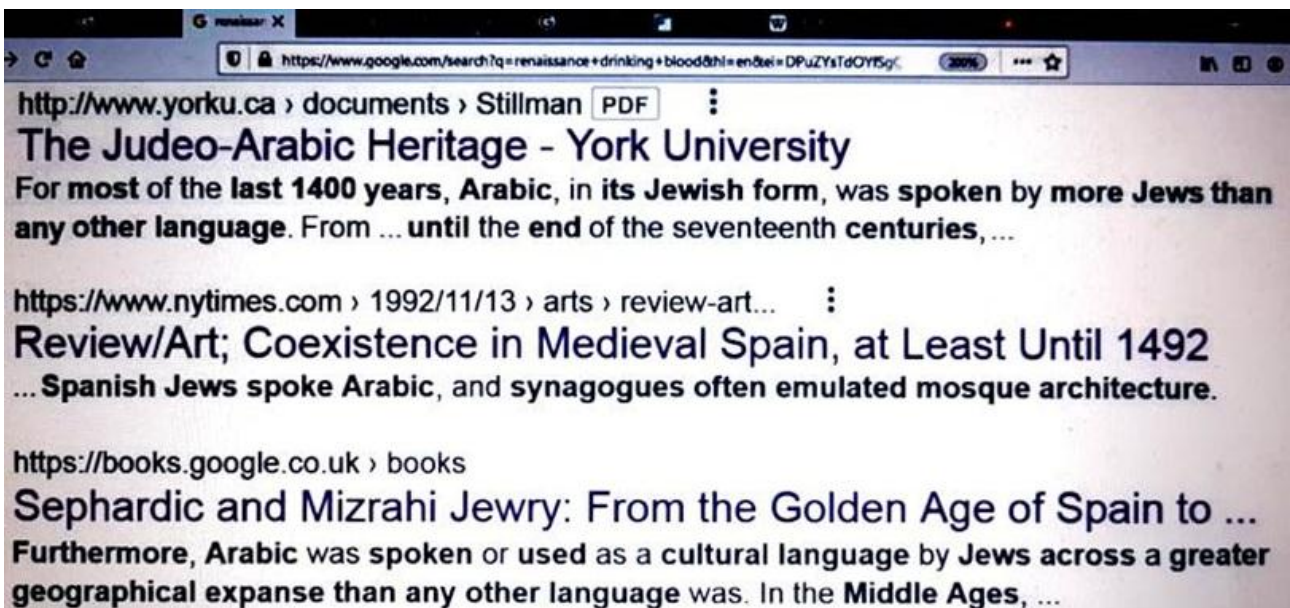 G renaissar X
https://www.google.com/search?q=renaissance+drinking+blood&hl=en&ei=DPuZYsTdOYfSgC 200%
http://www.yorku.ca › documents › Stillman PDF
The Judeo-Arabic Heritage - York University
For most of the last 1400 years, Arabic, in its Jewish form, was spoken by more Jews than
any other language. From ... until the end of the seventeenth centuries, ...
https://www.nytimes.com › 1992/11/13 › arts › review-art...
Review/Art; Coexistence in Medieval Spain, at Least Until 1492
... Spanish Jews spoke Arabic, and synagogues often emulated mosque architecture.
https://books.google.co.uk › books
Sephardic and Mizrahi Jewry: From the Golden Age of Spain to ...
Furthermore, Arabic was spoken or used as a cultural language by Jews across a greater
geographical expanse than any other language was. In the Middle Ages, ...